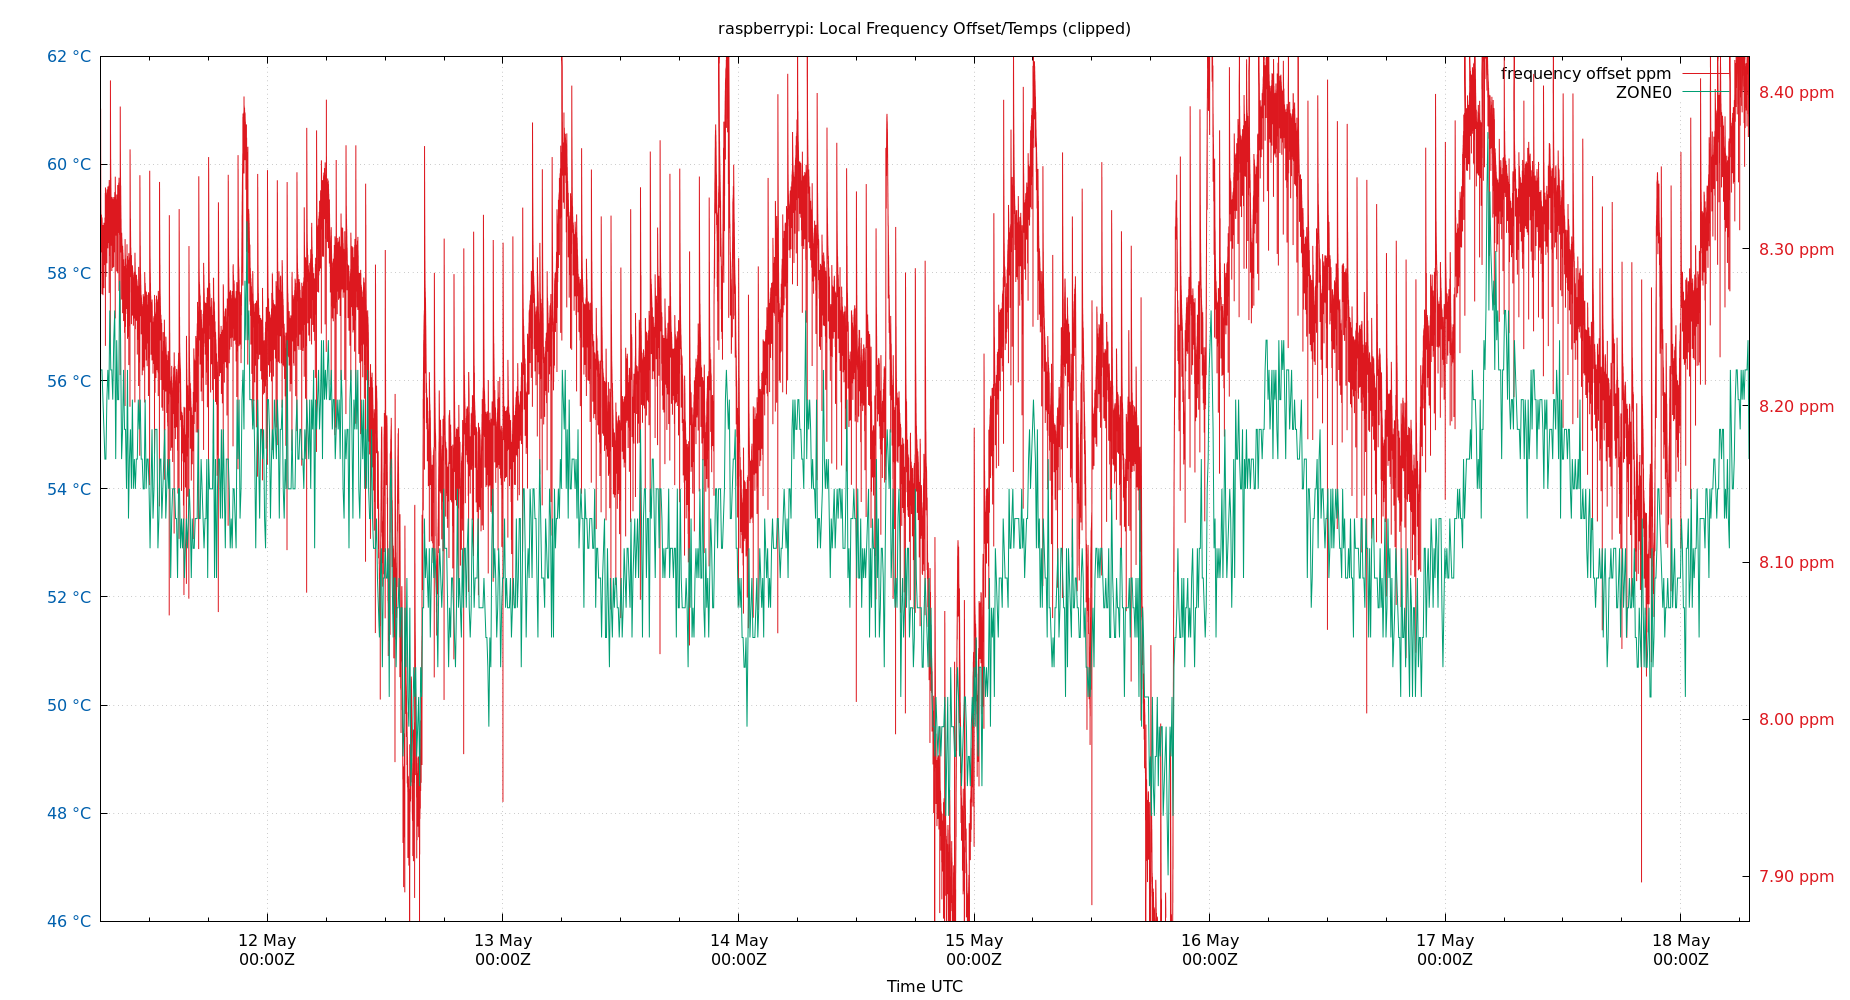 raspberrypi: Local Frequency Offset/Temps (clipped)
62 °C
60 °C
58 °C
56 °C
54 °C
52 °C
50 °C
48 °C
46 °C
frequency offset ppm
ZONE0
8.40 ppm
8.30 ppm
8.20 ppm
8.10 ppm
8.00 ppm
7.90 ppm
12 May
00:00Z
13 May
00:00Z
14 May
00:00Z
15 May
00:00Z
16 May
00:00Z
17 May
00:00Z
18 May
00:00Z
Time UTC